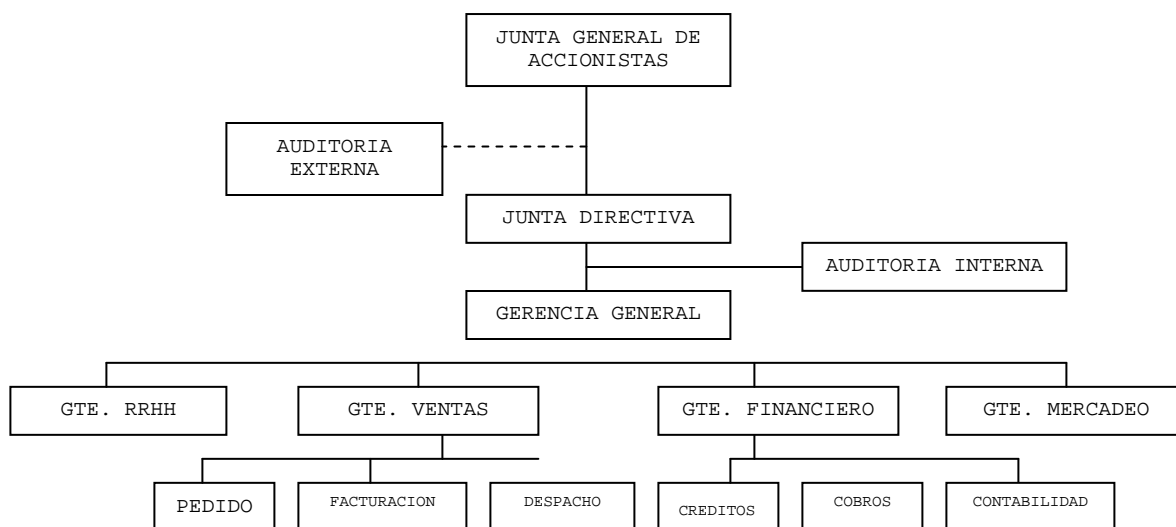 JUNTA GENERAL DE
ACCIONISTAS
AUDITORIA
EXTERNA
JUNTA DIRECTIVA
AUDITORIA INTERNA
GERENCIA GENERAL
GTE. RRHH
GTE. VENTAS
GTE. FINANCIERO
GTE. MERCADEO
PEDIDO
FACTURACION
DESPACHO
CREDITOS
COBROS
CONTABILIDAD